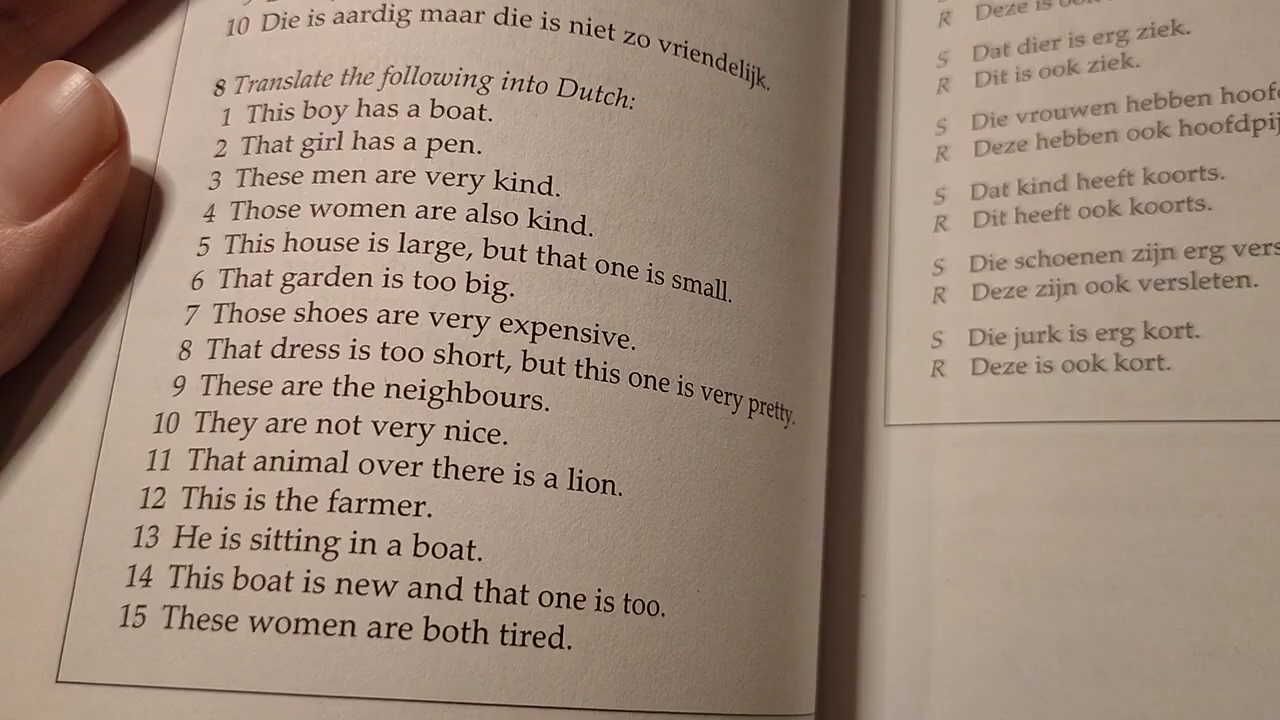 10 Die is aardig maar die is niet zo vriendelijk.
8 Translate the following into Dutch:
1 This boy has a boat.
2 That girl has a pen.
3 These men are very kind.
4 Those women are also kind.
5 This house is large, but that one is small.
6 That garden is too big.
7 Those shoes are very expensive.
8 That dress is too short, but this one is very pretty.
9 These are the neighbours.
10 They are not very nice.
11 That animal over there is a lion.
12 This is the farmer.
13 He is sitting in a boat.
14 This boat is new and that one is too.
15 These women are both tired.
R Deze is
S Dat dier is erg ziek.
R Dit is ook ziek.
S Die vrouwen hebben
R Deze hebben ook
S Dat kind heeft koorts.
R Dit heeft ook koorts.
S Die schoenen zijn erg
R Deze zijn ook versleten.
S Die jurk is erg kort.
R Deze is ook kort.